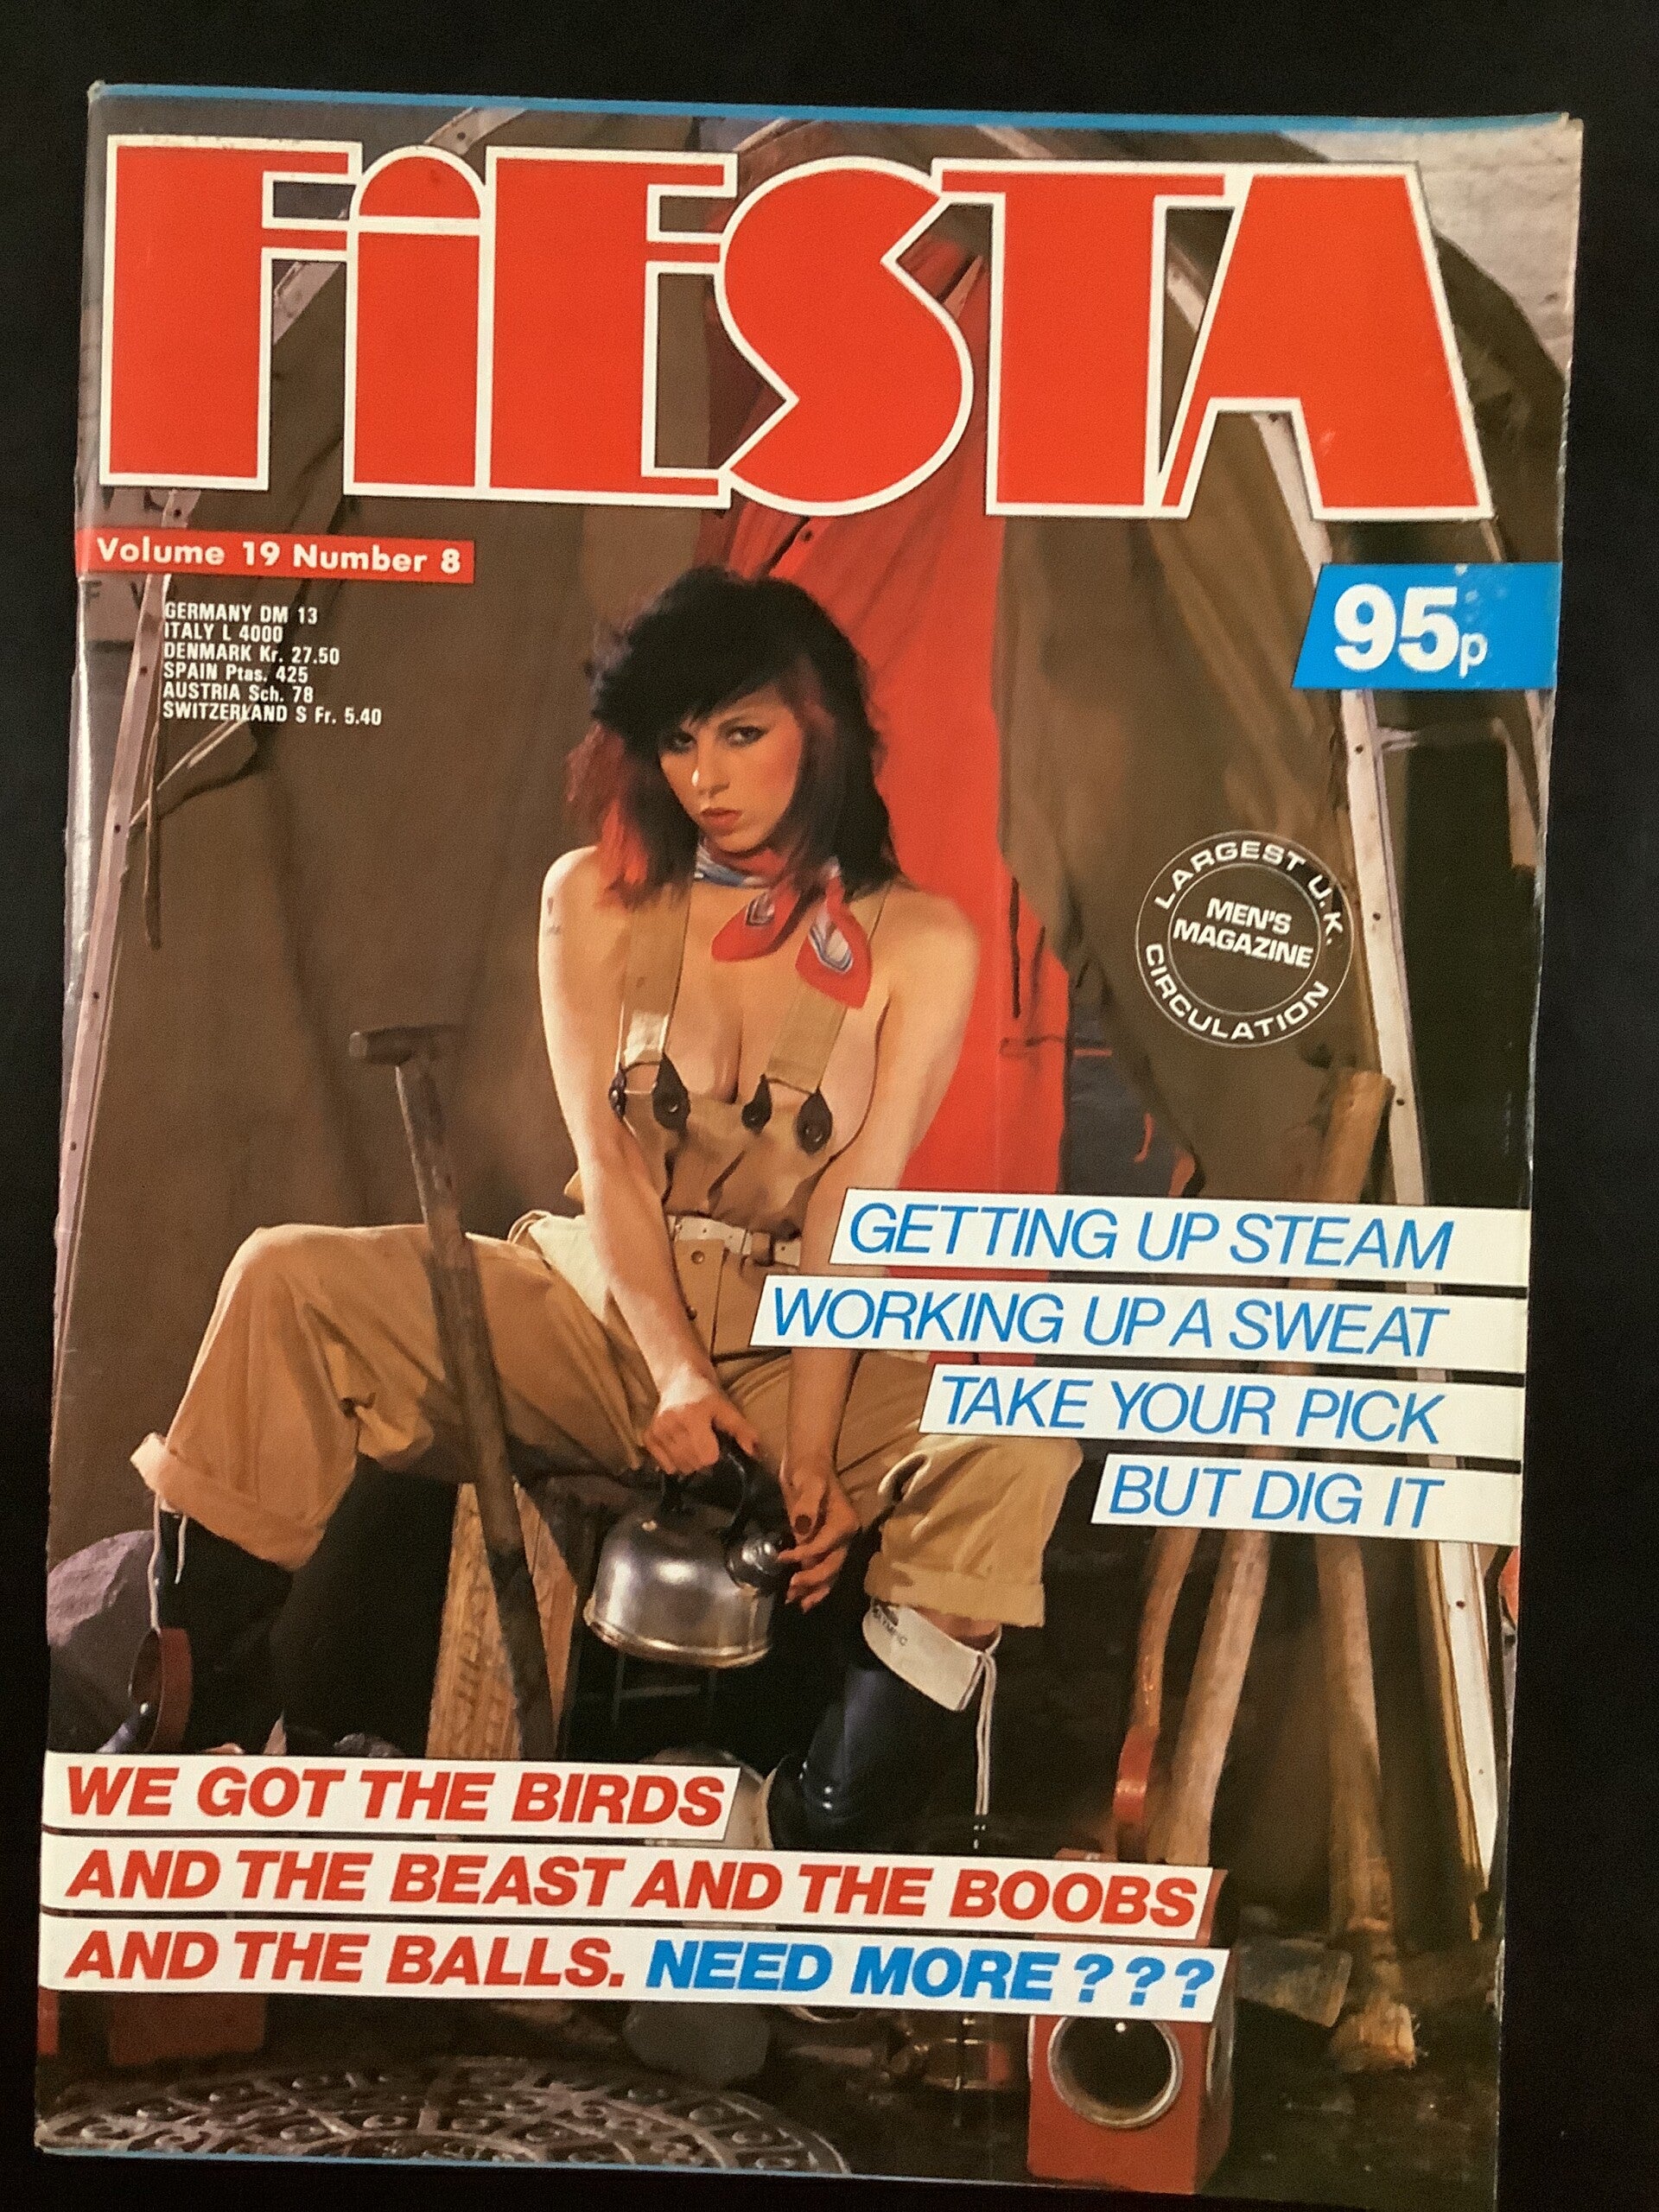 FiESTA
Volume 19 Number 8
GERMANY DM 13
ITALY L 4000
DENMARK Kr. 27.50
SPAIN Ptas. 425
AUSTRIA Sch. 78
SWITZERLAND S Fr. 5.40
95p
LARGEST U.K.
MEN'S
MAGAZINE
CIRCULATION
GETTING UP STEAM
WORKING UP A SWEAT
TAKE YOUR PICK
BUT DIG IT
WE GOT THE BIRDS
AND THE BEAST AND THE BOOBS
AND THE BALLS. NEED MORE ? ? ?